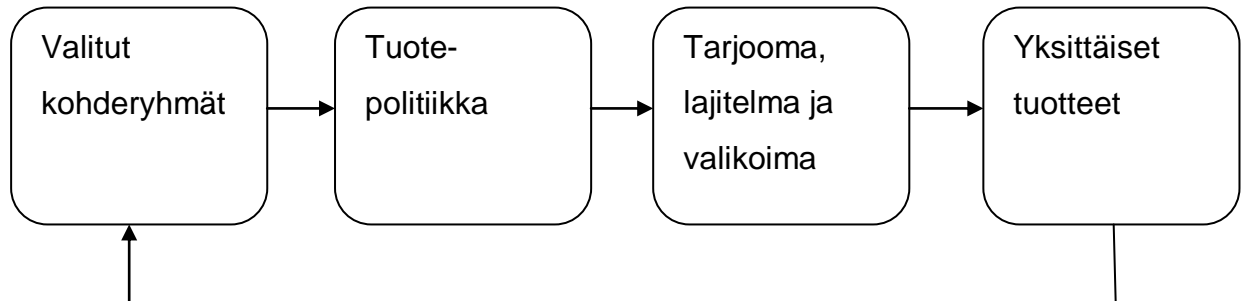 Valitut
kohderyhmät
Tuote-
politiikka
Tarjooma,
lajitelma ja
valikoima
Yksittäiset
tuotteet